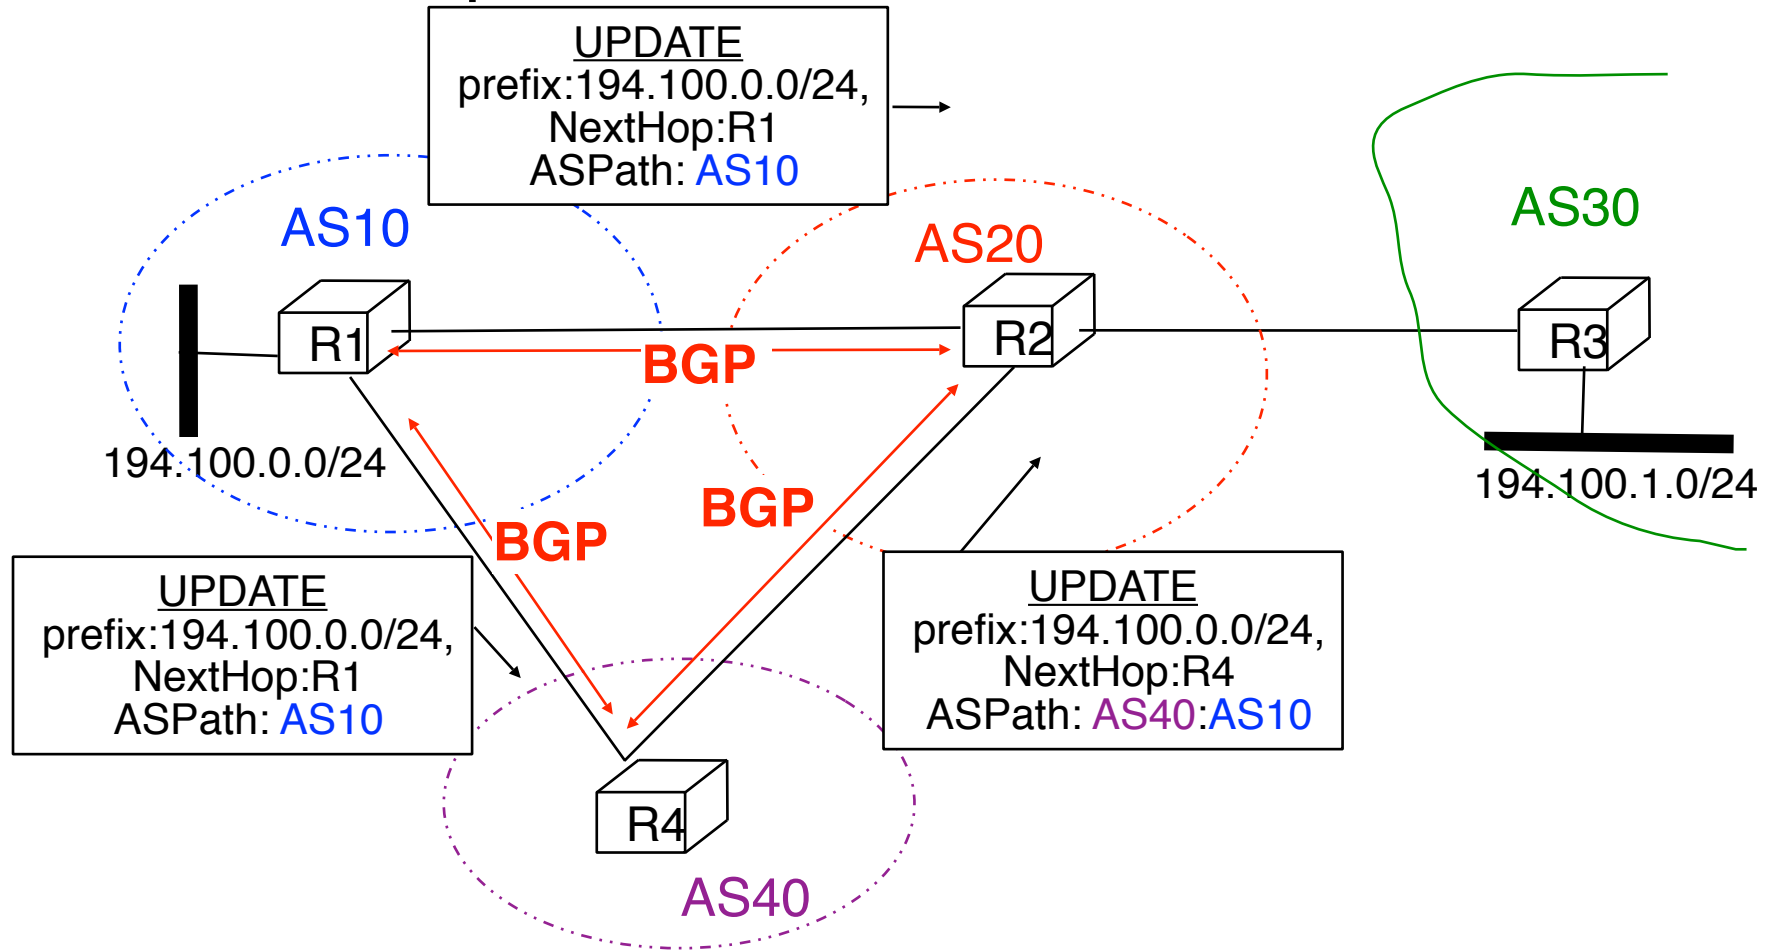 UPDATE
prefix:194.100.0.0/24,
NextHop:R1
ASPath: AS10
AS10
AS20
AS30
R1
R2
R3
BGP
194.100.0.0/24
194.100.1.0/24
BGP
BGP
UPDATE
prefix:194.100.0.0/24,
NextHop:R1
ASPath: AS10
UPDATE
prefix:194.100.0.0/24,
NextHop:R4
ASPath: AS40:AS10
R4
AS40